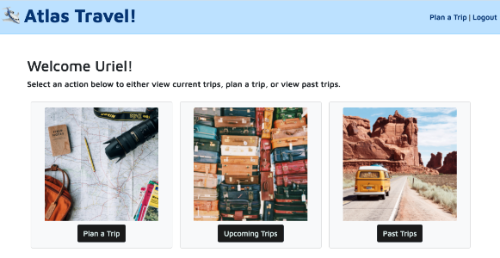 Atlas Travel!
Plan a Trip | Logout
Welcome Uriel!
Select an action below to either view current trips, plan a trip, or view past trips.
Plan a Trip
Upcoming Trips
Past Trips